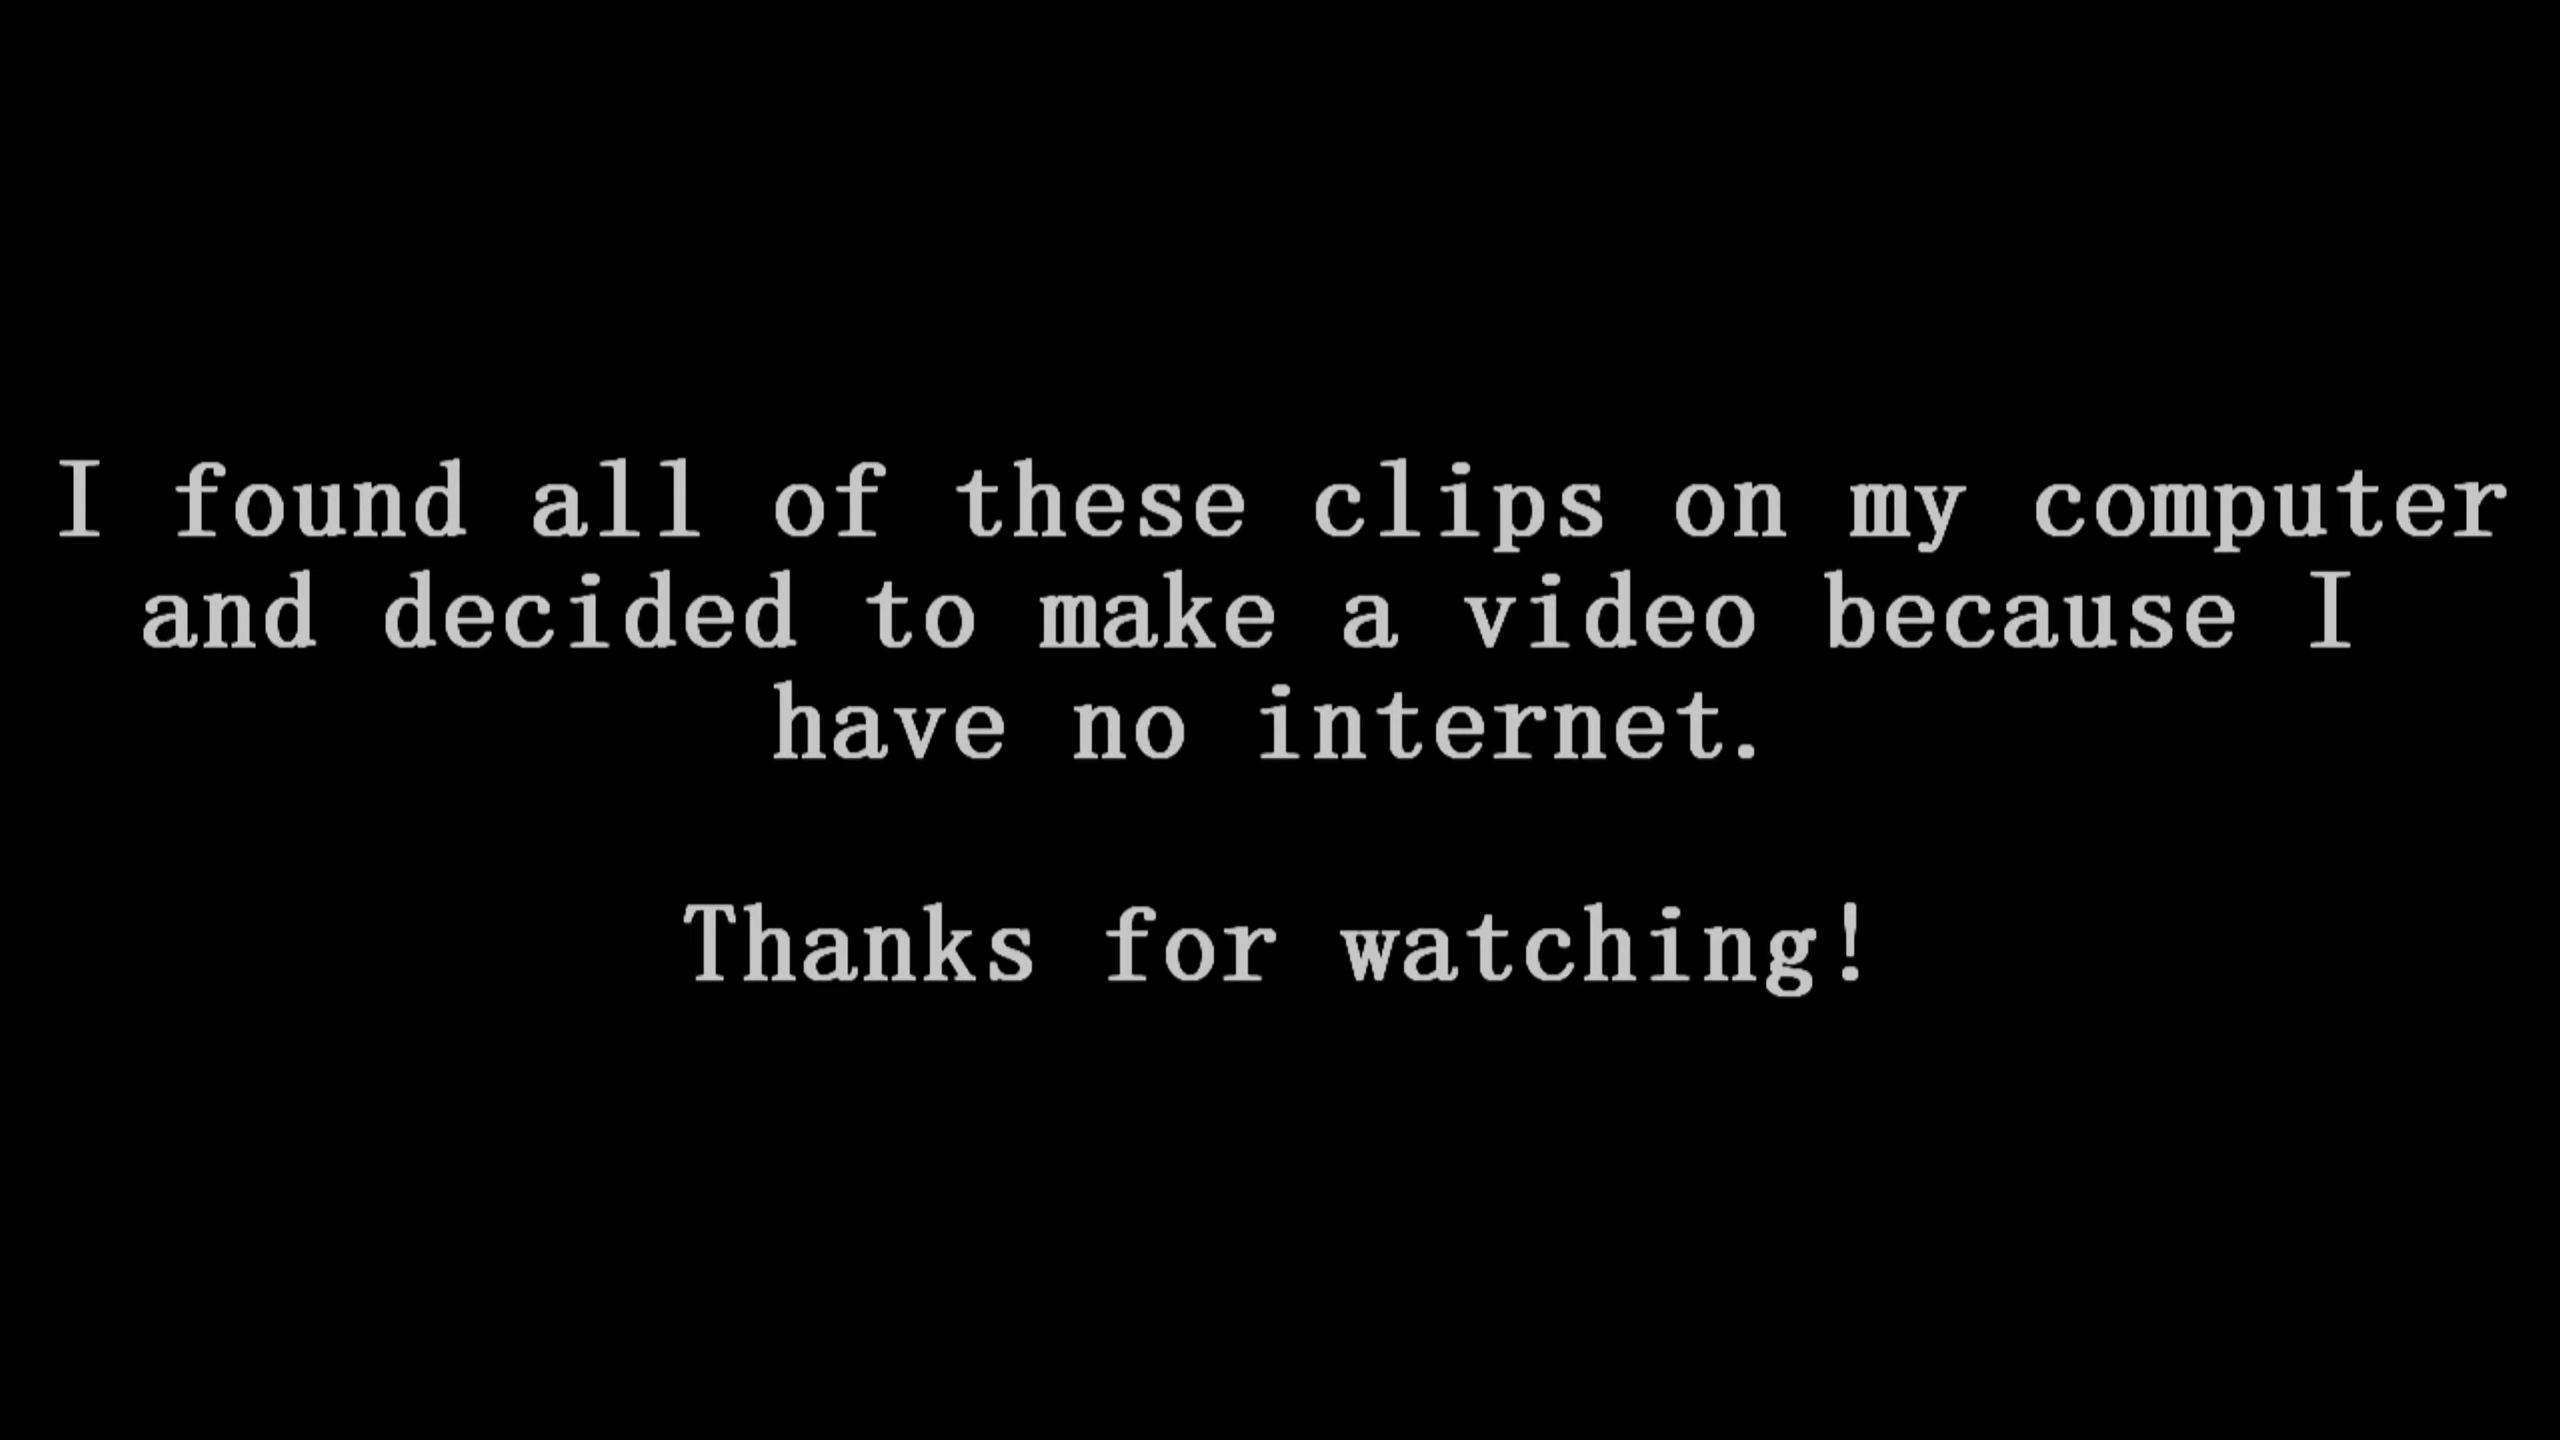 I found all of these clips on my computer
and decided to make a video because I
have no internet.
Thanks for watching!